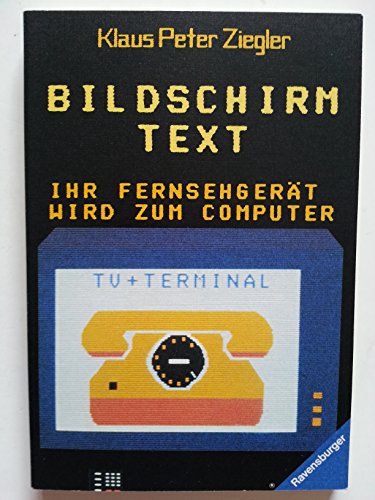 Klaus Peter Ziegler
BILDSCHIRM
TEXT
IHR FERNSEHGERÄT
WIRD ZUM COMPUTER
TV+TERMINAL
Ravensburger
®